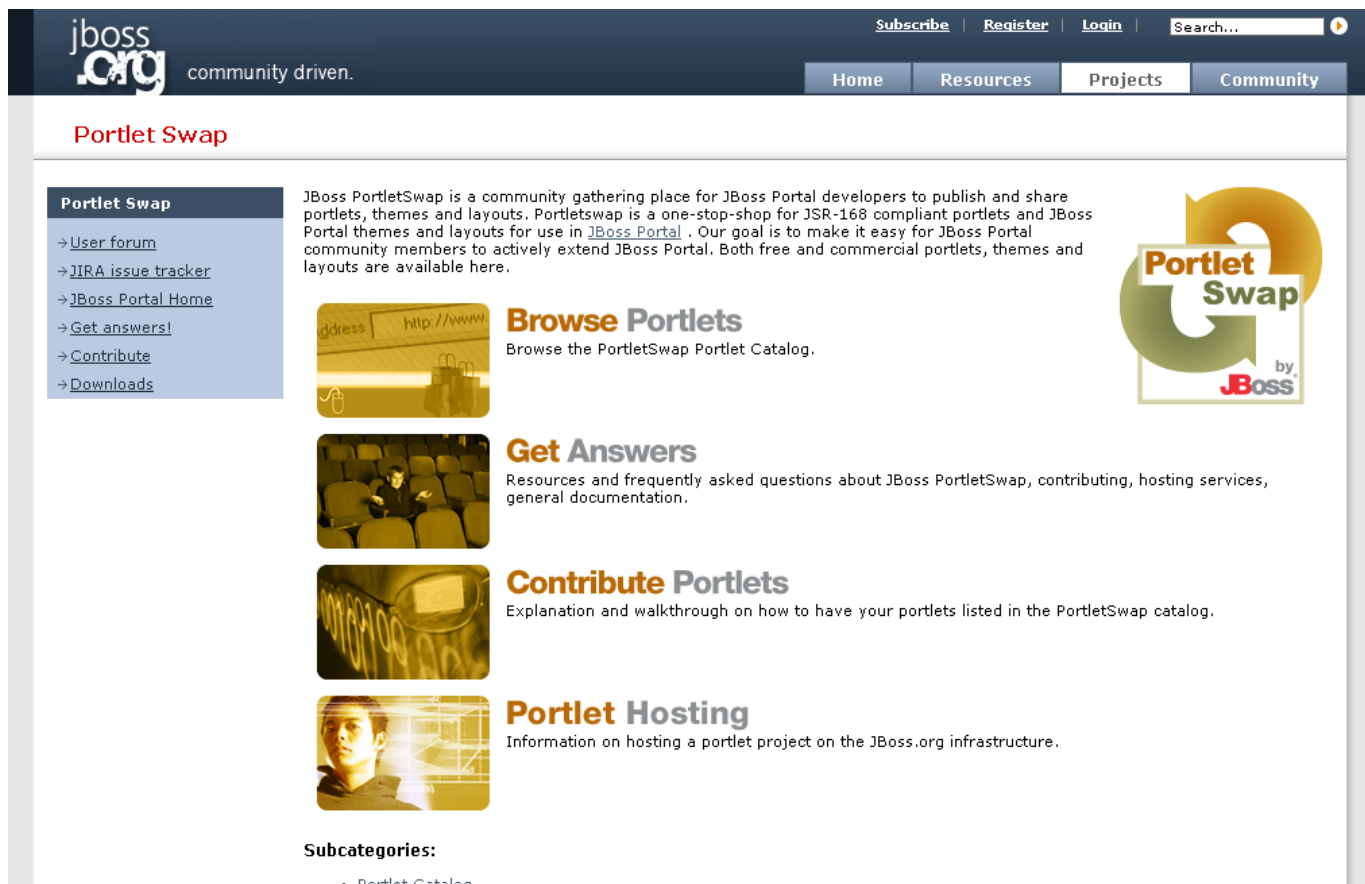 jboss
.org
community driven.
Subscribe | Register | Login |
Search...
Home Resources Projects Community
Portlet Swap
Portlet Swap
→User forum
→JIRA issue tracker
→JBoss Portal Home
→Get answers!
→Contribute
→Downloads
JBoss PortletSwap is a community gathering place for JBoss Portal developers to publish and share
portlets, themes and layouts. Portletswap is a one-stop-shop for JSR-168 compliant portlets and JBoss
Portal themes and layouts for use in JBoss Portal . Our goal is to make it easy for JBoss Portal
community members to actively extend JBoss Portal. Both free and commercial portlets, themes and
layouts are available here.
Portlet
Swap
by
JBoss
address http://www.
Browse Portlets
Browse the PortletSwap Portlet Catalog.
Get Answers
Resources and frequently asked questions about JBoss PortletSwap, contributing, hosting services,
general documentation.
Contribute Portlets
Explanation and walkthrough on how to have your portlets listed in the PortletSwap catalog.
Portlet Hosting
Information on hosting a portlet project on the JBoss.org infrastructure.
Subcategories:
• Portlet Catalog